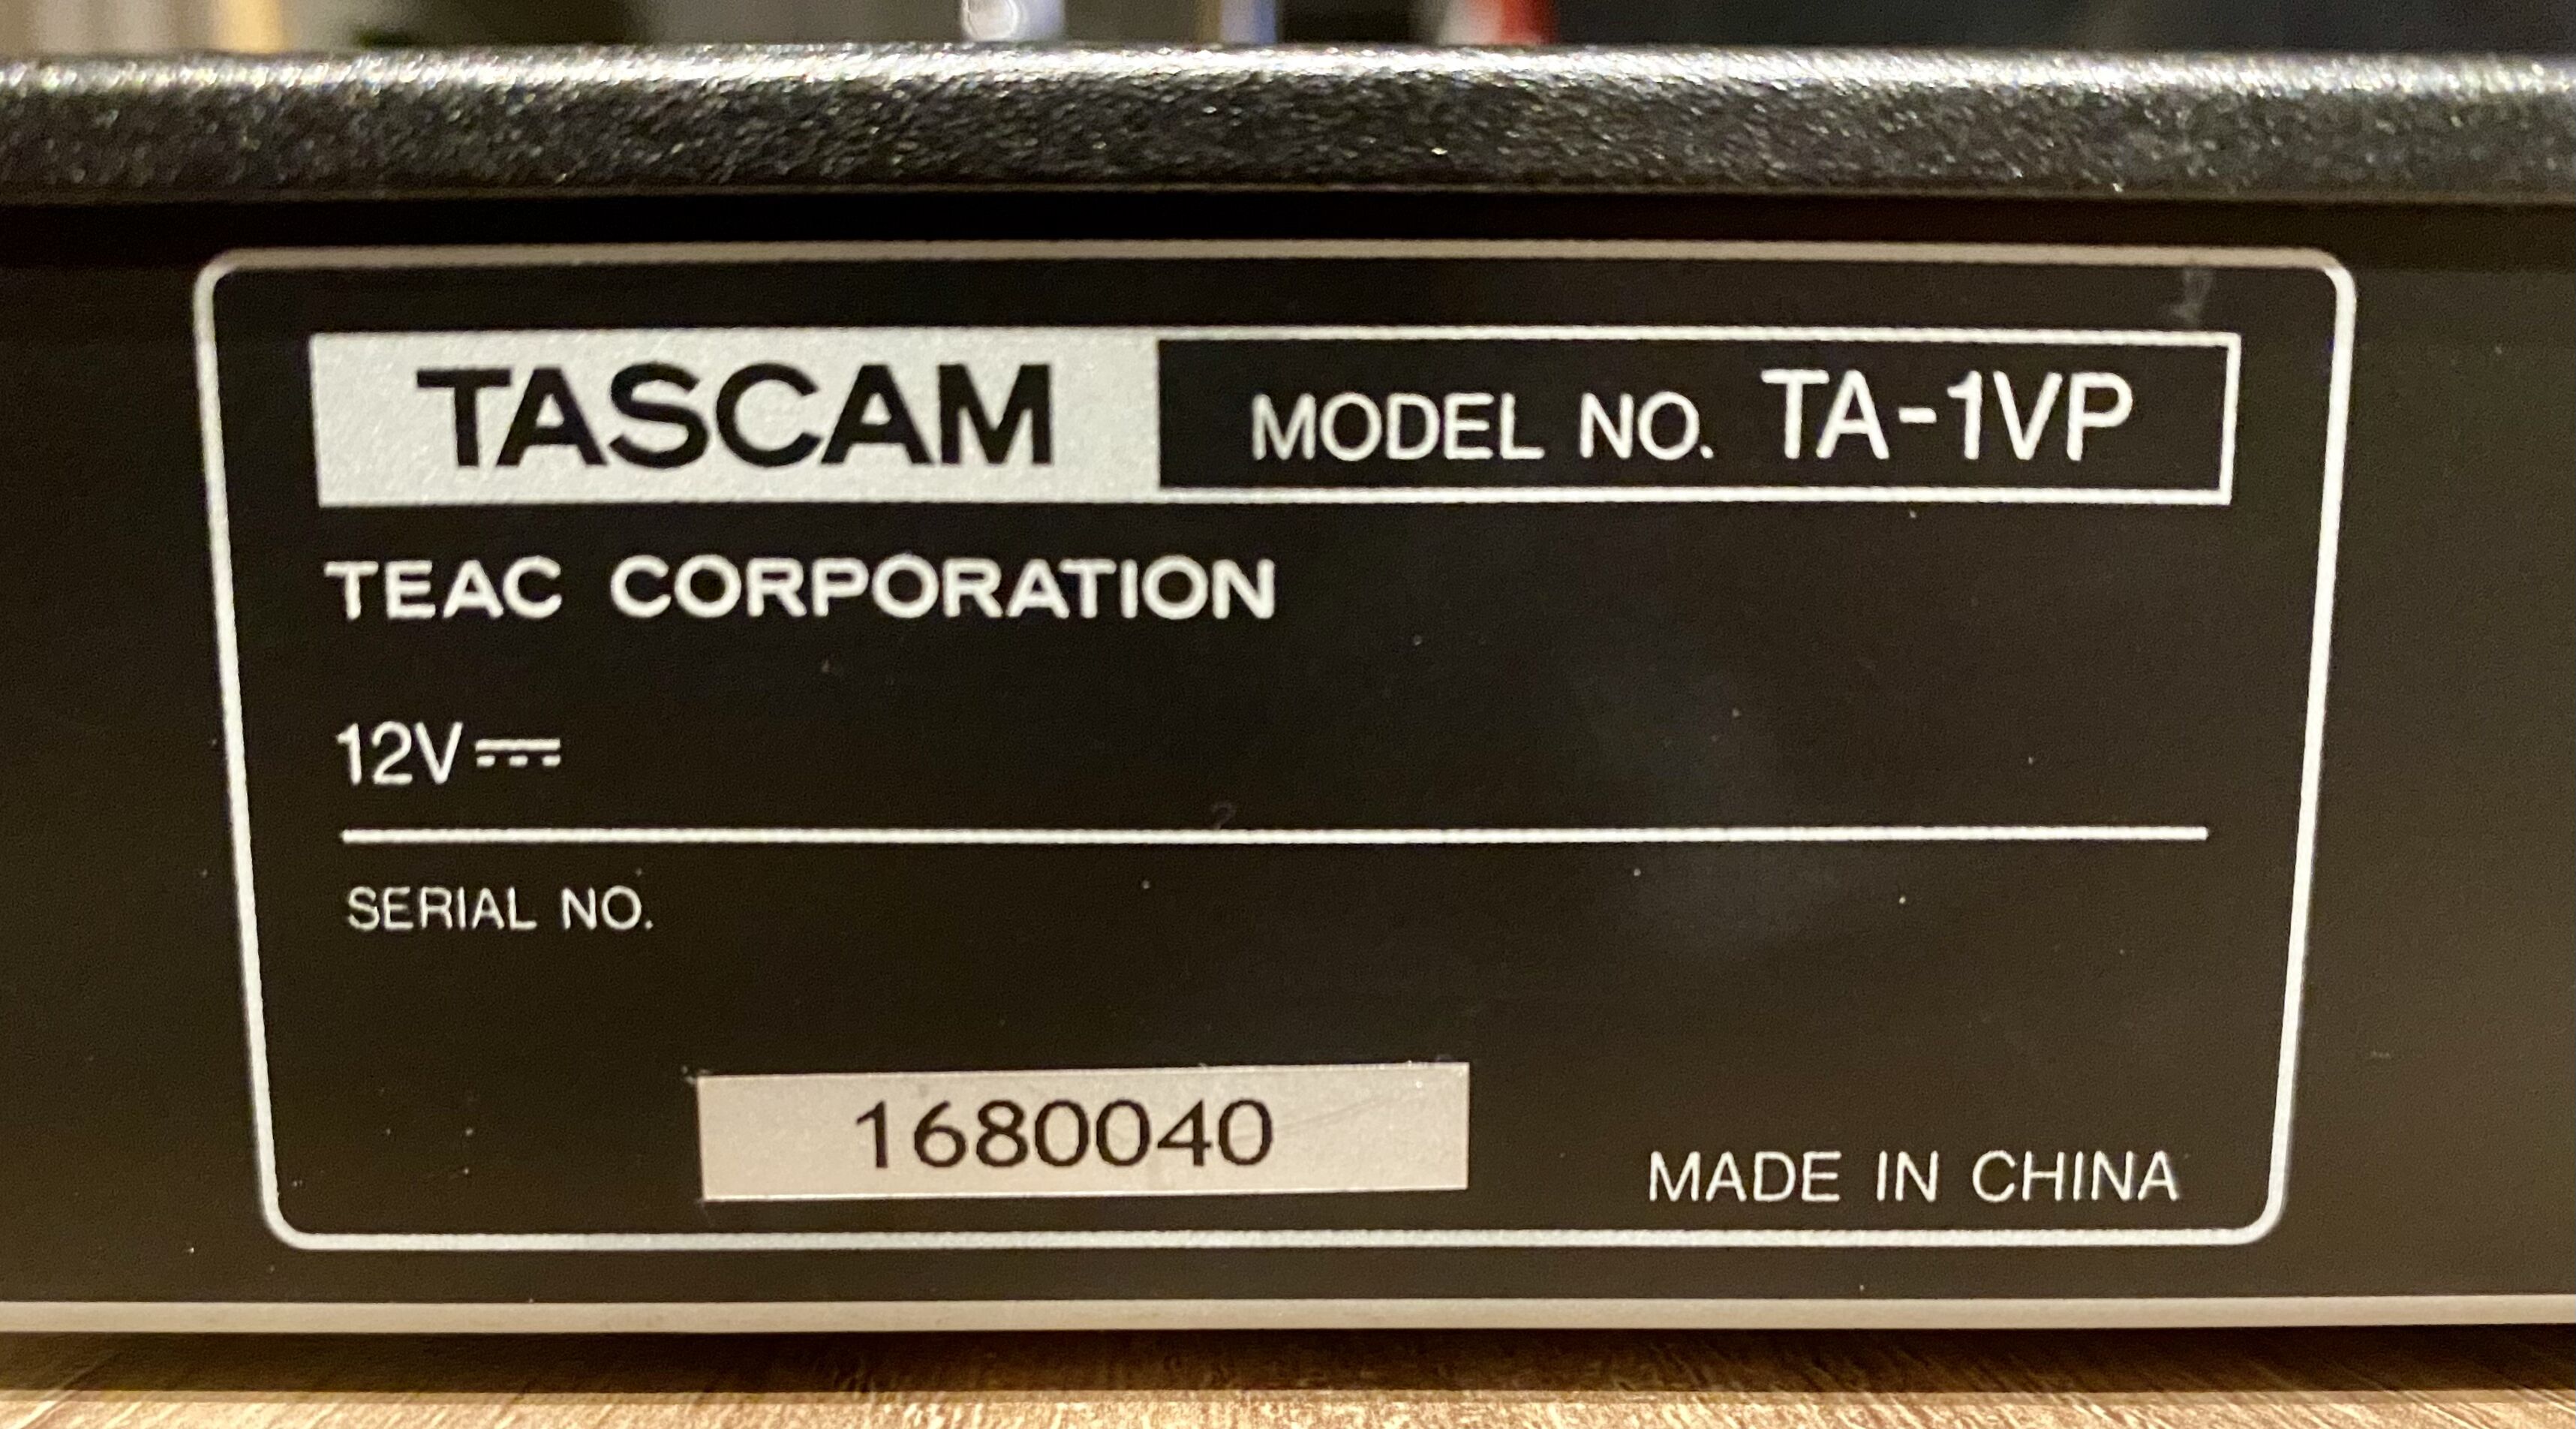 TASCAM MODEL NO. TA-1VP
TEAC CORPORATION
12V⎓
SERIAL NO.
1680040
MADE IN CHINA